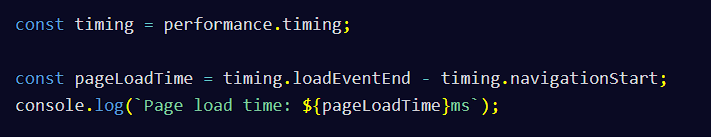 const timing = performance.timing;
const pageLoadTime = timing.loadEventEnd - timing.navigationStart;
console.log(`Page load time: ${pageLoadTime}ms`);